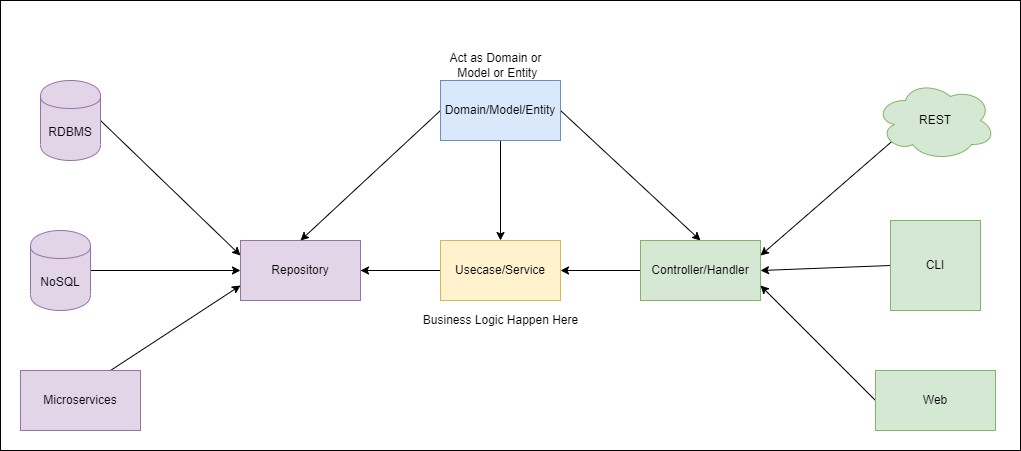 Act as Domain or
Model or Entity
Domain/Model/Entity
RDBMS
REST
Repository
Usecase/Service
Controller/Handler
CLI
NoSQL
Business Logic Happen Here
Microservices
Web